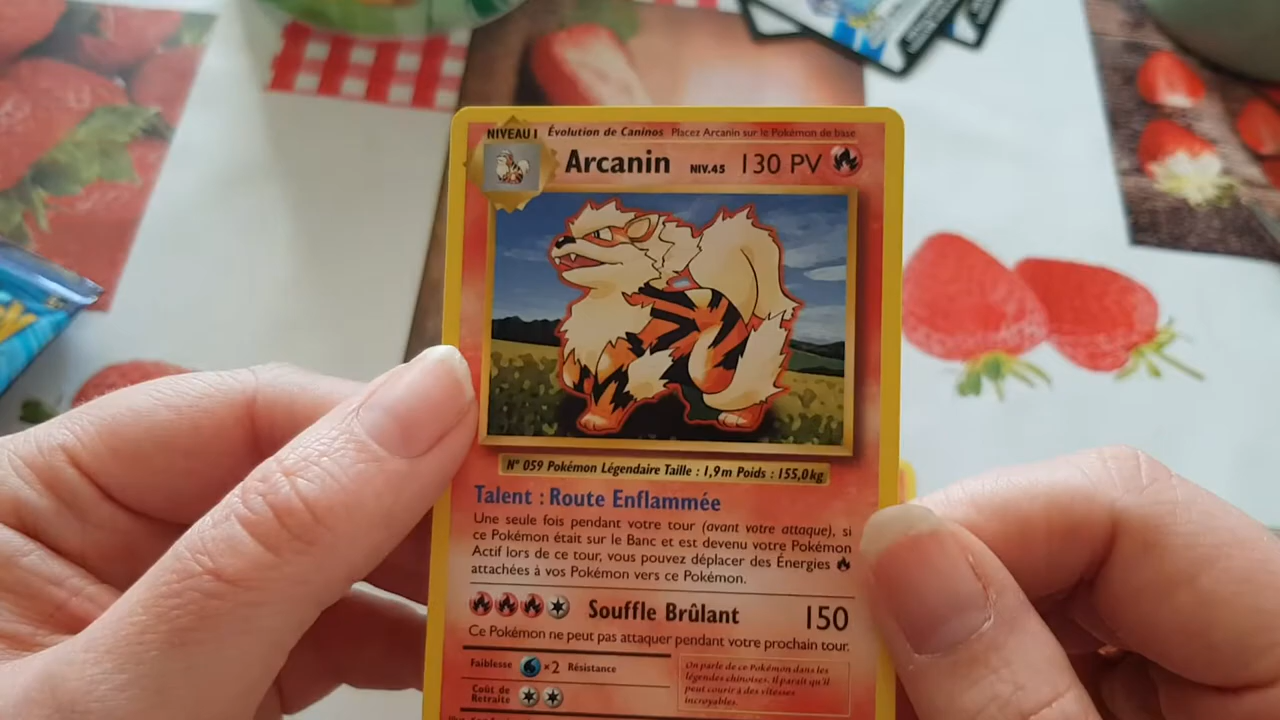 NIVEAU 1 Évolution de Caninos Placez Arcanin sur le Pokémon de base
Arcanin NIV.45 130 PV
N° 059 Pokémon Légendaire Taille : 1,9m Poids : 155,0kg
Talent : Route Enflammée
Une seule fois pendant votre tour (avant votre attaque), si
ce Pokémon était sur le Banc et est devenu votre Pokémon
Actif lors de ce tour, vous pouvez déplacer des Énergies
attachées à vos Pokémon vers ce Pokémon.
Souffle Brûlant 150
Ce Pokémon ne peut pas attaquer pendant votre prochain tour.
Faiblesse ×2 Résistance
Coût de
Retraite
On parle de ce Pokémon dans les
légendes chinoises. Il paraît qu'il
peut courir à des vitesses
incroyables.